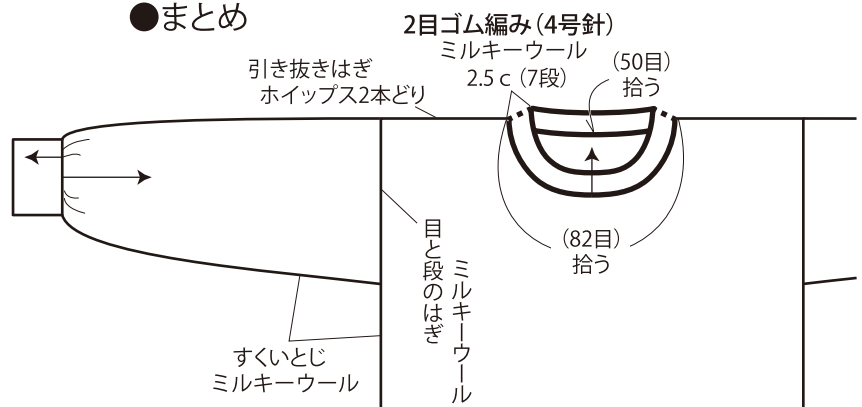 ●まとめ
2目ゴム編み（4号針）
ミルキーウール
2.5c（7段）
（50目）
拾う
引き抜きはぎ
ホイップス2本どり
（82目）
拾う
目と段のはぎ
ミルキーウール
すくいとじ
ミルキーウール